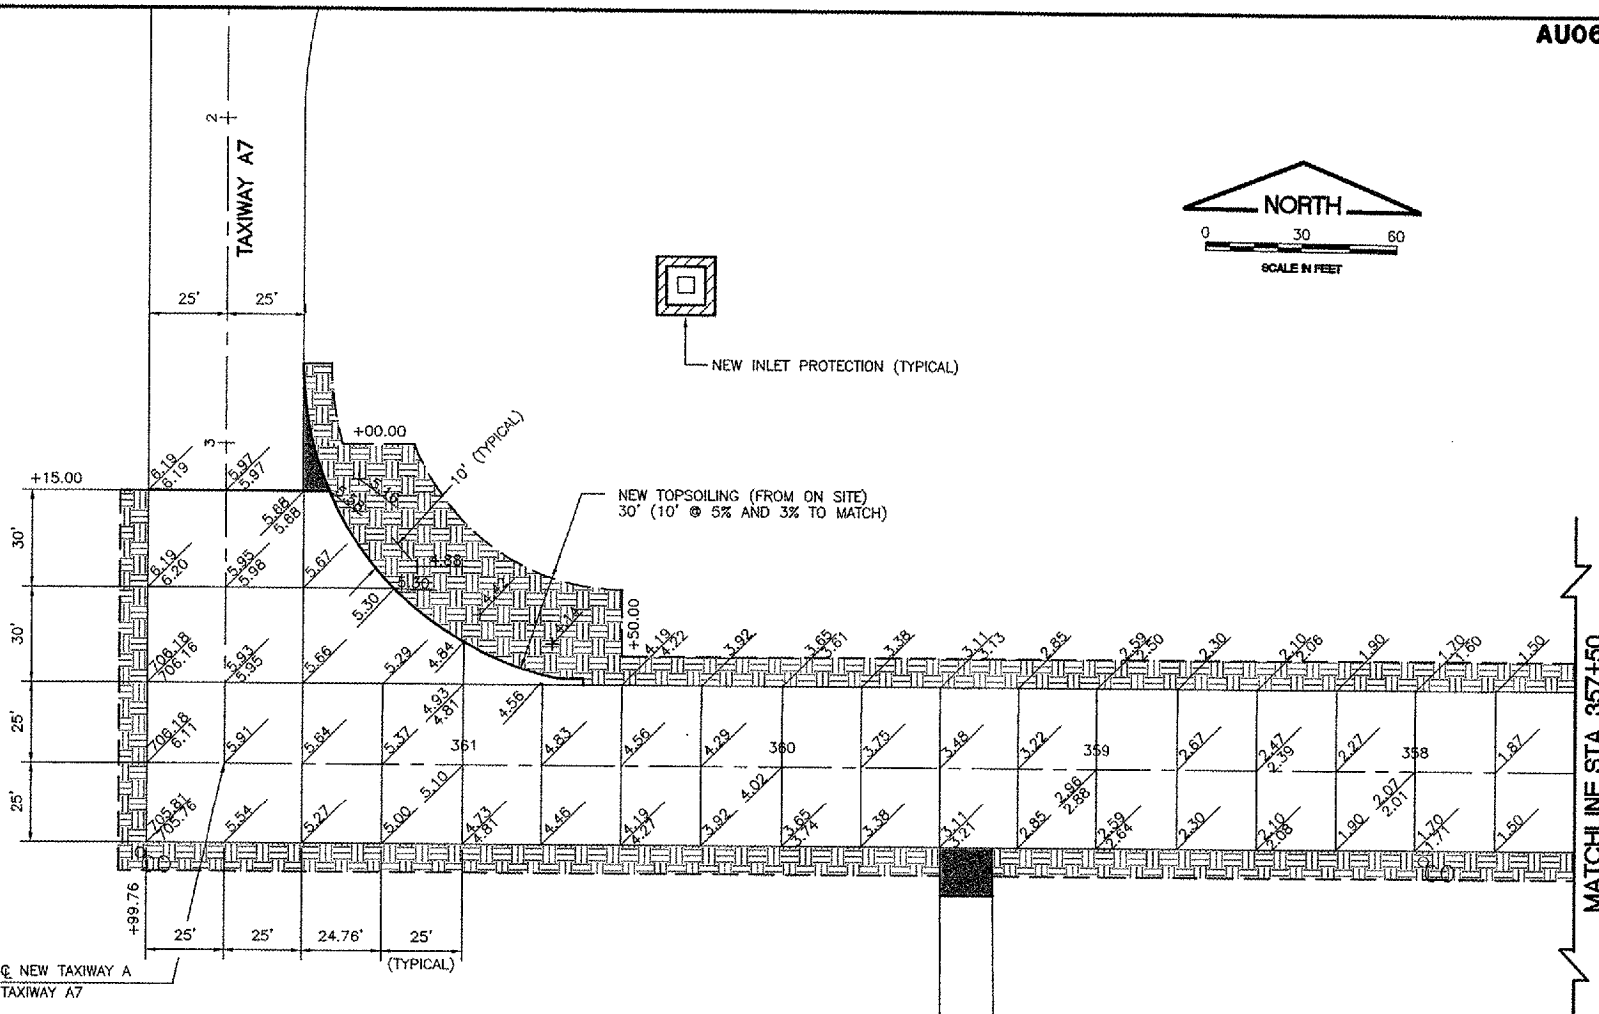 AU06
2
TAXIWAY A7
NORTH
0 30 60
SCALE IN FEET
25' 25'
NEW INLET PROTECTION (TYPICAL)
+00.00
10' (TYPICAL)
3
+15.00
6.19 5.97
6.19 5.97
NEW TOPSOILING (FROM ON SITE)
30' (10' @ 5% AND 3% TO MATCH)
5.68
5.68
30'
6.19 5.95 5.67 5.30 4.88
6.20 5.98
4.42
5.30
4.14
+50.00
30'
706.18 5.93 5.66 5.29 4.84 4.19 3.92 3.65 3.38 3.11 2.85 2.59 2.30 2.10 1.90 1.70 1.50
706.16 5.95 4.22 3.61 3.13 2.50 2.06 1.60
4.93 4.56
4.81
25'
706.18 5.91 5.64 5.37 361 4.83 4.56 4.29 360 3.75 3.48 3.22 359 2.67 2.47 2.27 358 1.87
6.11 2.39
5.10 4.02 2.96 2.07
2.88 2.01
25'
705.81 5.54 5.27 5.00 4.73 4.46 4.19 3.92 3.65 3.38 3.11 2.85 2.59 2.30 2.10 1.90 1.70 1.50
705.76 4.81 4.27 3.74 3.21 2.64 2.08 1.71
MATCHLINE STA 357+50
+99.76
25' 25' 24.76' 25'
(TYPICAL)
℄ NEW TAXIWAY A
TAXIWAY A7